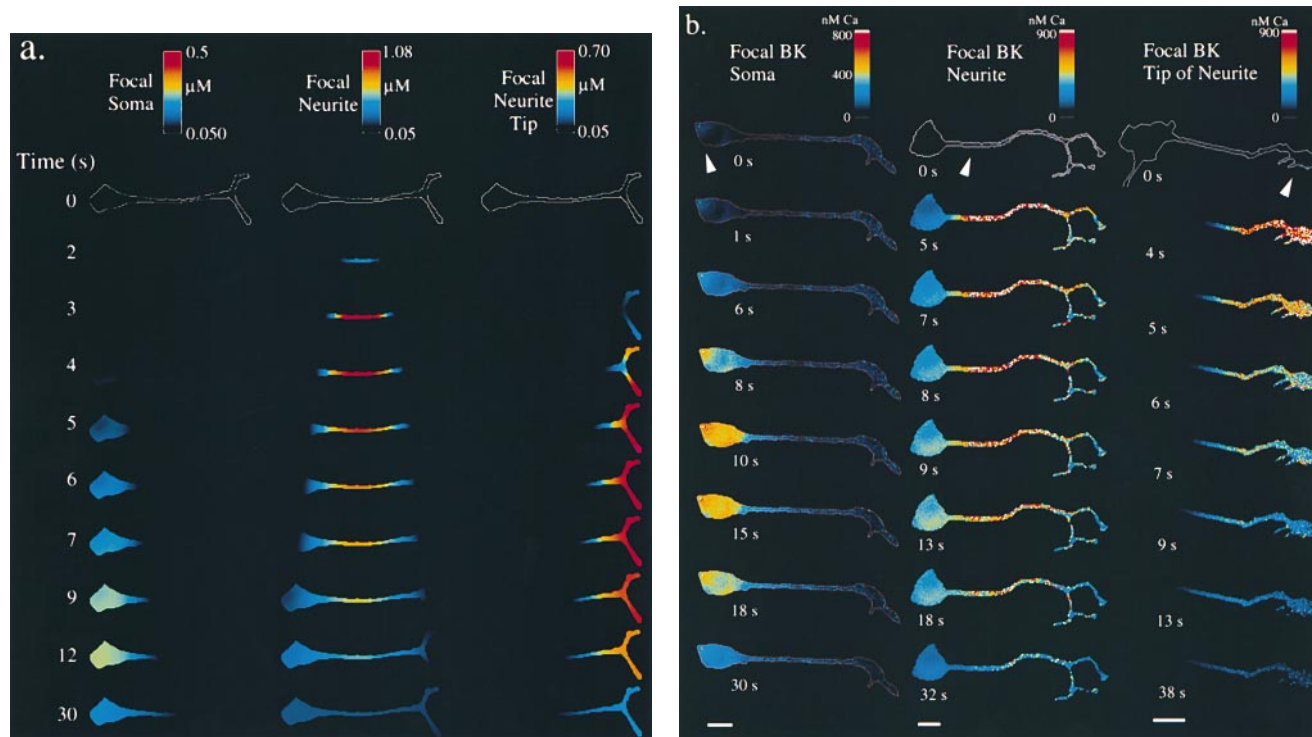 a.
Focal
Soma
0.5
μM
0.050
Focal
Neurite
1.08
μM
0.05
Focal
Neurite
Tip
0.70
μM
0.05
Time (s)
0
2
3
4
5
6
7
9
12
30
b.
Focal BK
Soma
nM Ca
800
400
0
Focal BK
Neurite
nM Ca
900
0
Focal BK
Tip of Neurite
nM Ca
900
0
0 s
1 s
6 s
8 s
10 s
15 s
18 s
30 s
0 s
5 s
7 s
8 s
9 s
13 s
18 s
32 s
0 s
4 s
5 s
6 s
7 s
9 s
13 s
38 s